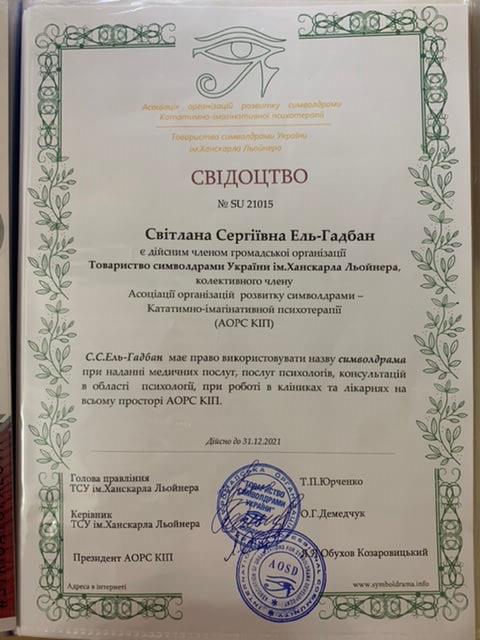 Асоціація організацій розвитку символдрами
Кататимно-імагінативної психотерапії
Товариство символдрами України
ім.Ханскарла Льойнера
СВІДОЦТВО
№ SU 21015
Світлана Сергіївна Ель-Гадбан
є дійсним членом громадської організації
Товариство символдрами України ім.Ханскарла Льойнера,
колективного члену
Асоціації організацій розвитку символдрами –
Кататимно-імагінативної психотерапії
(АОРС КІП)
С.С.Ель-Гадбан має право використовувати назву символдрама
при наданні медичних послуг, послуг психологів, консультацій
в області психології, при роботі в клініках та лікарнях на
всьому просторі АОРС КІП.
Дійсно до 31.12.2021
Голова правління
ТСУ ім.Ханскарла Льойнера
Т.П.Юрченко
Керівник
ТСУ ім.Ханскарла Льойнера
О.Г.Демедчук
Президент АОРС КІП
Обухов Козаровицький
ТОВАРИСТВО
СИМВОЛДРАМИ
УКРАЇНИ
AOSD
Адреса в інтернеті
www.symboldrama.info